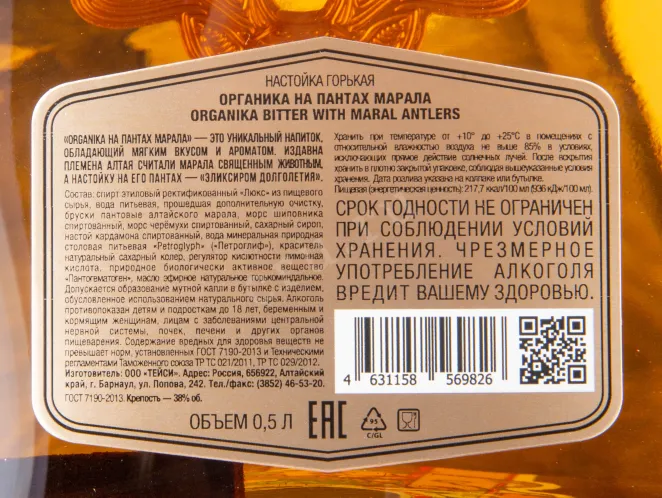 НАСТОЙКА ГОРЬКАЯ
ОРГАНИКА НА ПАНТАХ МАРАЛА
ORGANIKA BITTER WITH MARAL ANTLERS
«ORGANIKA НА ПАНТАХ МАРАЛА» — ЭТО УНИКАЛЬНЫЙ НАПИТОК,
ОБЛАДАЮЩИЙ МЯГКИМ ВКУСОМ И АРОМАТОМ. ИЗДАВНА
ПЛЕМЕНА АЛТАЯ СЧИТАЛИ МАРАЛА СВЯЩЕННЫМ ЖИВОТНЫМ,
А НАСТОЙКУ НА ЕГО ПАНТАХ — «ЭЛИКСИРОМ ДОЛГОЛЕТИЯ».
Состав: спирт этиловый ректификованный «Люкс» из пищевого
сырья, вода питьевая, прошедшая дополнительную очистку,
бруски пантовые алтайского марала, морс шиповника
спиртованный, морс черёмухи спиртованный, сахарный сироп,
настой кардамона спиртованный, вода минеральная природная
столовая питьевая «Petroglyph» («Петроглиф»), краситель
натуральный сахарный колер, регулятор кислотности лимонная
кислота, природное биологически активное вещество
«Пантогематоген», масло эфирное натуральное горькоминдальное.
Допускается образование мутной капли в бутылке с изделием,
обусловленное использованием натурального сырья. Алкоголь
противопоказан детям и подросткам до 18 лет, беременным и
кормящим женщинам, лицам с заболеваниями центральной
нервной системы, почек, печени и других органов
пищеварения. Содержание вредных для здоровья веществ не
превышает норм, установленных ГОСТ 7190-2013 и Техническими
регламентами Таможенного союза ТР ТС 021/2011, ТР ТС 029/2012.
Изготовитель: ООО «ТЕЙСИ». Адрес: Россия, 656922, Алтайский
край, г. Барнаул, ул. Попова, 242. Тел./факс: (3852) 46-53-20.
ГОСТ 7190-2013. Крепость — 38% об.
ОБЪЕМ 0,5 Л
Хранить при температуре от +10° до +25°С в помещениях с
относительной влажностью воздуха не выше 85% в условиях,
исключающих прямое действие солнечных лучей. После вскрытия
хранить в плотно закрытой упаковке, соблюдая вышеуказанные условия
хранения. Дата розлива указана на колпаке или бутылке.
Пищевая (энергетическая ценность): 217,7 ккал/100 мл (936 кДж/100 мл).
СРОК ГОДНОСТИ НЕ ОГРАНИЧЕН
ПРИ СОБЛЮДЕНИИ УСЛОВИЙ
ХРАНЕНИЯ. ЧРЕЗМЕРНОЕ
УПОТРЕБЛЕНИЕ АЛКОГОЛЯ
ВРЕДИТ ВАШЕМУ ЗДОРОВЬЮ.
4 631158 569826
EAC
95
C/GL